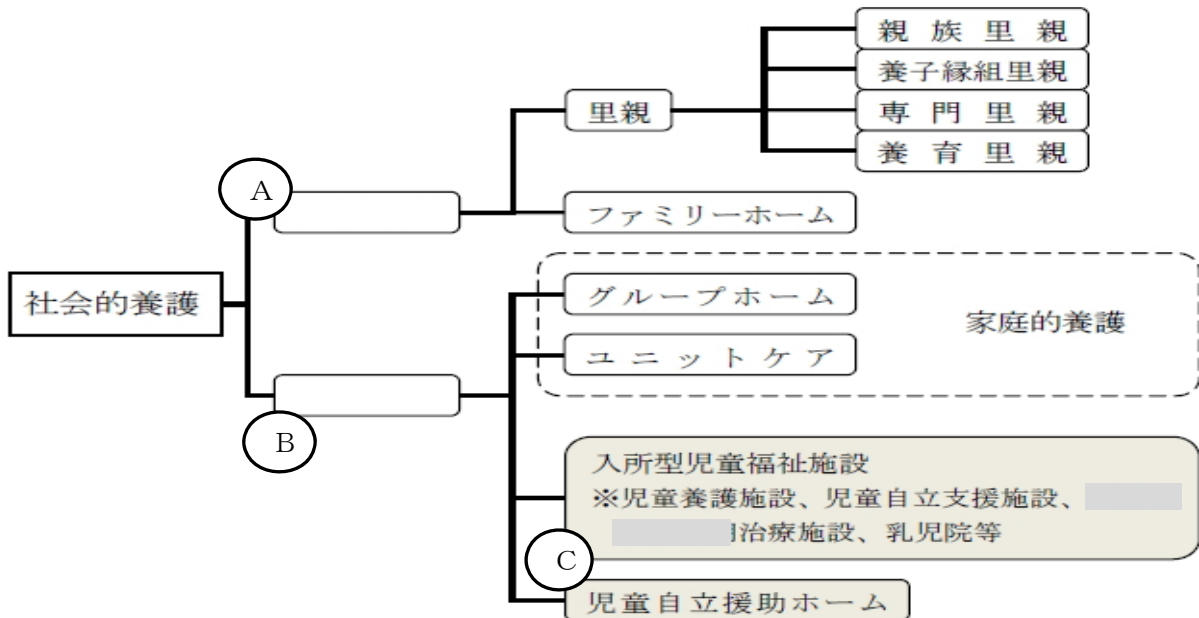 親族里親
養子縁組里親
里親
専門里親
養育里親
A
ファミリーホーム
社会的養護
グループホーム
家庭的養護
ユニットケア
B
入所型児童福祉施設
※児童養護施設、児童自立支援施設、
治療施設、乳児院等
C
児童自立援助ホーム